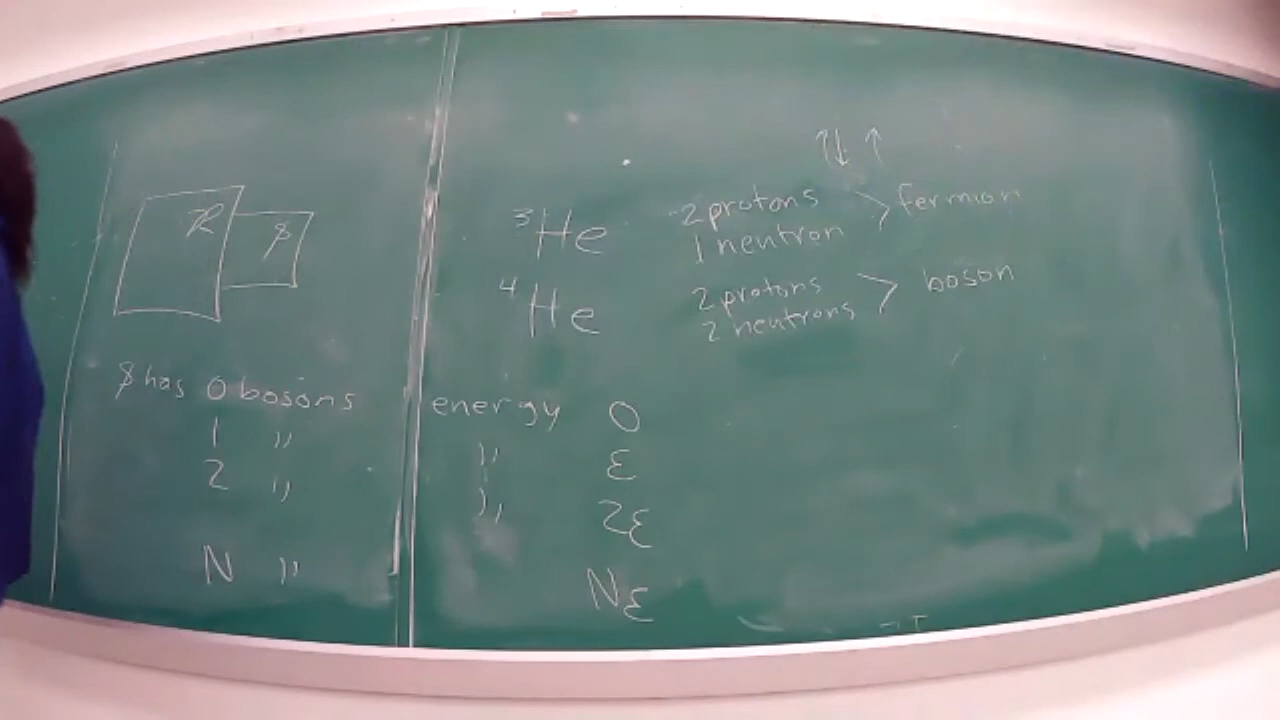 R $
↑↓ ↑
³He 2 protons > fermion
1 neutron
⁴He 2 protons > boson
2 neutrons
$ has 0 bosons energy 0
1 " " ε
2 " " 2ε
N " Nε